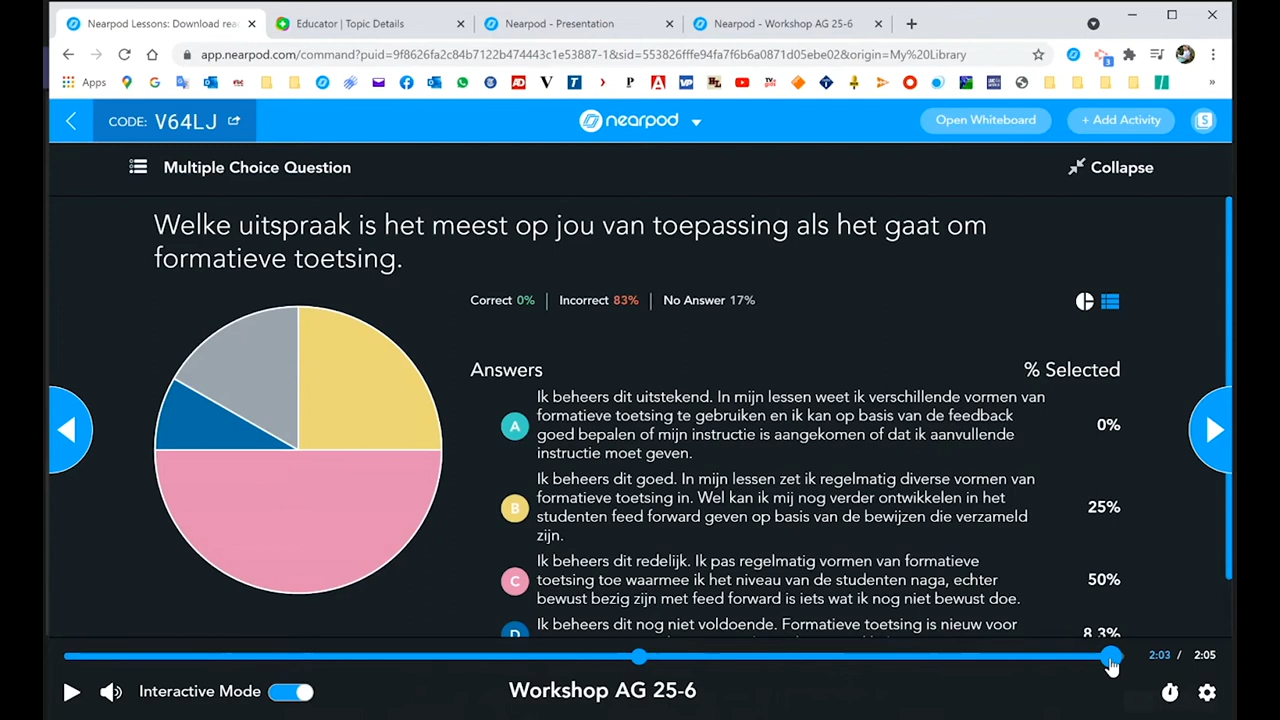 Nearpod Lessons: Download rea
Educator | Topic Details
Nearpod - Presentation
Nearpod - Workshop AG 25-6
app.nearpod.com/command?puid=9f8626fa2c84b7122b474443c1e53887-1&sid=553826fffe94fa7f6b6a0871d05ebe02&origin=My%20Library
Apps
CODE: V64LJ
nearpod
Open Whiteboard
+ Add Activity
S
Multiple Choice Question
Collapse
Welke uitspraak is het meest op jou van toepassing als het gaat om
formatieve toetsing.
Correct 0% | Incorrect 83% | No Answer 17%
Answers
% Selected
A
Ik beheers dit uitstekend. In mijn lessen weet ik verschillende vormen van
formatieve toetsing te gebruiken en ik kan op basis van de feedback
goed bepalen of mijn instructie is aangekomen of dat ik aanvullende
instructie moet geven.
0%
B
Ik beheers dit goed. In mijn lessen zet ik regelmatig diverse vormen van
formatieve toetsing in. Wel kan ik mij nog verder ontwikkelen in het
studenten feed forward geven op basis van de bewijzen die verzameld
zijn.
25%
C
Ik beheers dit redelijk. Ik pas regelmatig vormen van formatieve
toetsing toe waarmee ik het niveau van de studenten naga, echter
bewust bezig zijn met feed forward is iets wat ik nog niet bewust doe.
50%
D
Ik beheers dit nog niet voldoende. Formatieve toetsing is nieuw voor
8.3%
2:03 / 2:05
Interactive Mode
Workshop AG 25-6